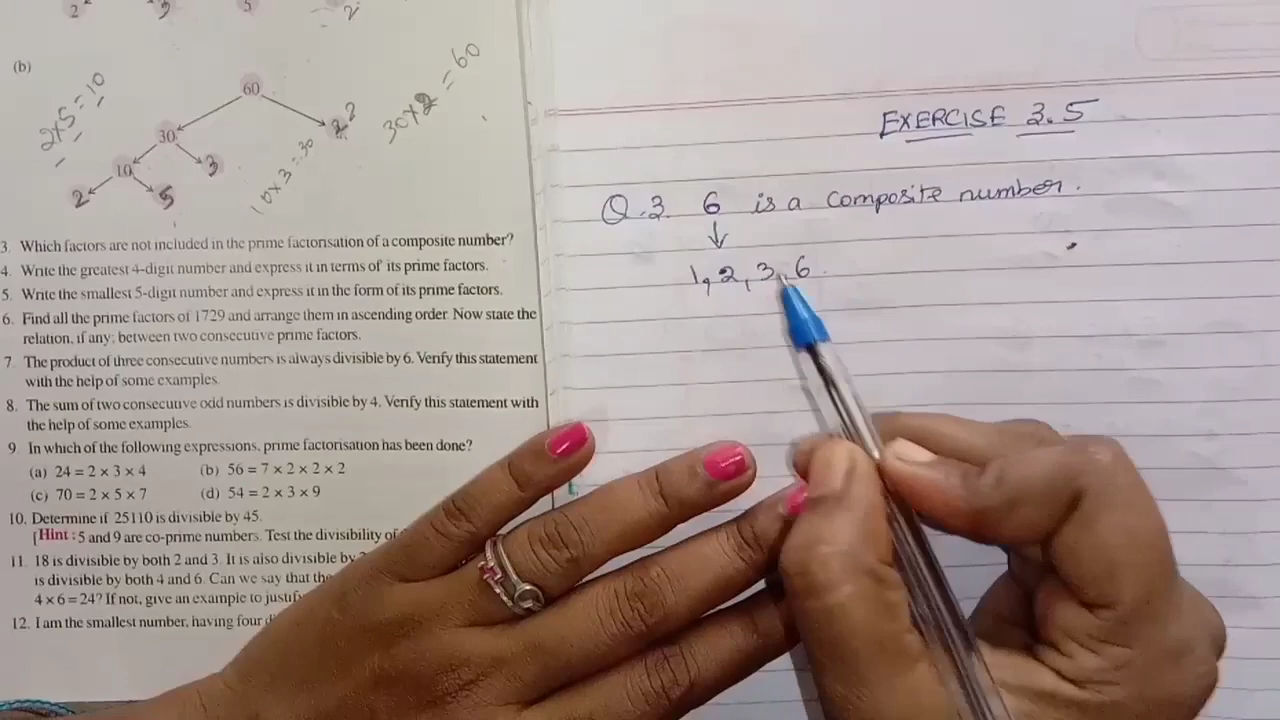 (b)
2×5=10
60
30×2=60
30
2 2
10
3
10×3=30
2
5
EXERCISE 3.5
Q.3 6 is a composite number.
1, 2, 3, 6.
3. Which factors are not included in the prime factorisation of a composite number?
4. Write the greatest 4-digit number and express it in terms of its prime factors.
5. Write the smallest 5-digit number and express it in the form of its prime factors.
6. Find all the prime factors of 1729 and arrange them in ascending order. Now state the
relation, if any; between two consecutive prime factors.
7. The product of three consecutive numbers is always divisible by 6. Verify this statement
with the help of some examples.
8. The sum of two consecutive odd numbers is divisible by 4. Verify this statement with
the help of some examples.
9. In which of the following expressions, prime factorisation has been done?
(a) 24 = 2 × 3 × 4 (b) 56 = 7 × 2 × 2 × 2
(c) 70 = 2 × 5 × 7 (d) 54 = 2 × 3 × 9
10. Determine if 25110 is divisible by 45.
[Hint : 5 and 9 are co-prime numbers. Test the divisibility of
11. 18 is divisible by both 2 and 3. It is also divisible by
is divisible by both 4 and 6. Can we say that the
4 × 6 = 24? If not, give an example to justify
12. I am the smallest number, having four